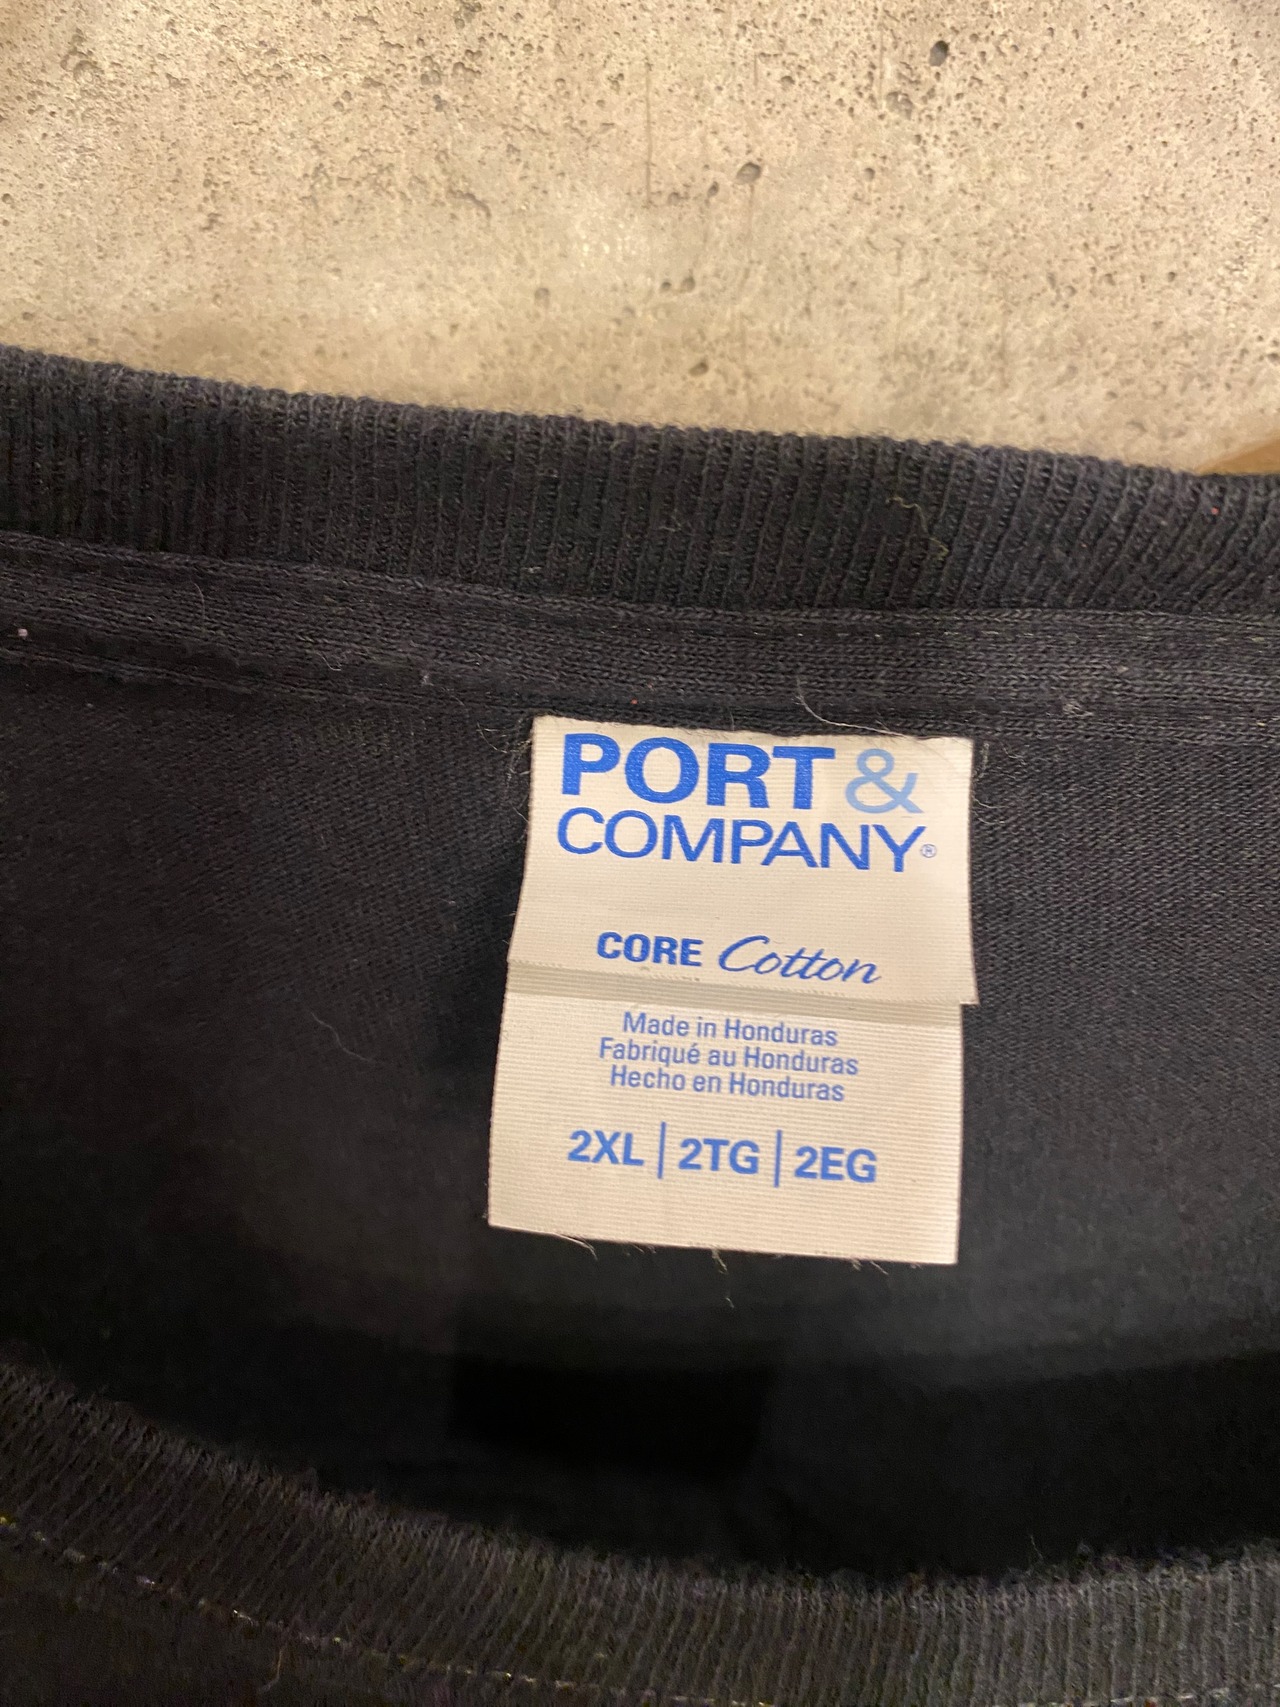 PORT &
COMPANY®
CORE Cotton
Made in Honduras
Fabriqué au Honduras
Hecho en Honduras
2XL | 2TG | 2EG